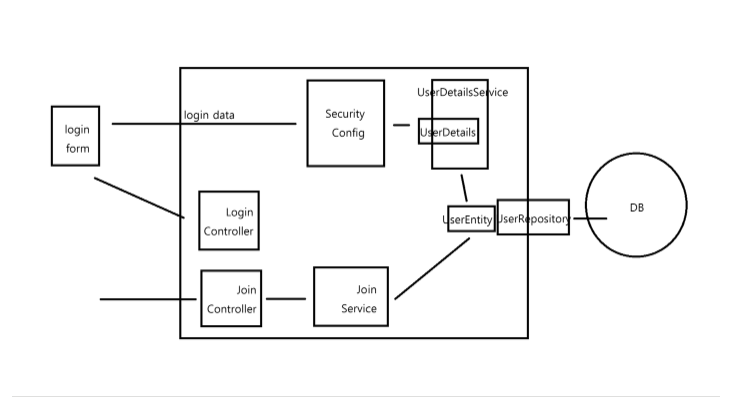 UserDetailsService
login data
Security
Config
login
form
UserDetails
Login
Controller
UserEntity
UserRepository
DB
Join
Controller
Join
Service